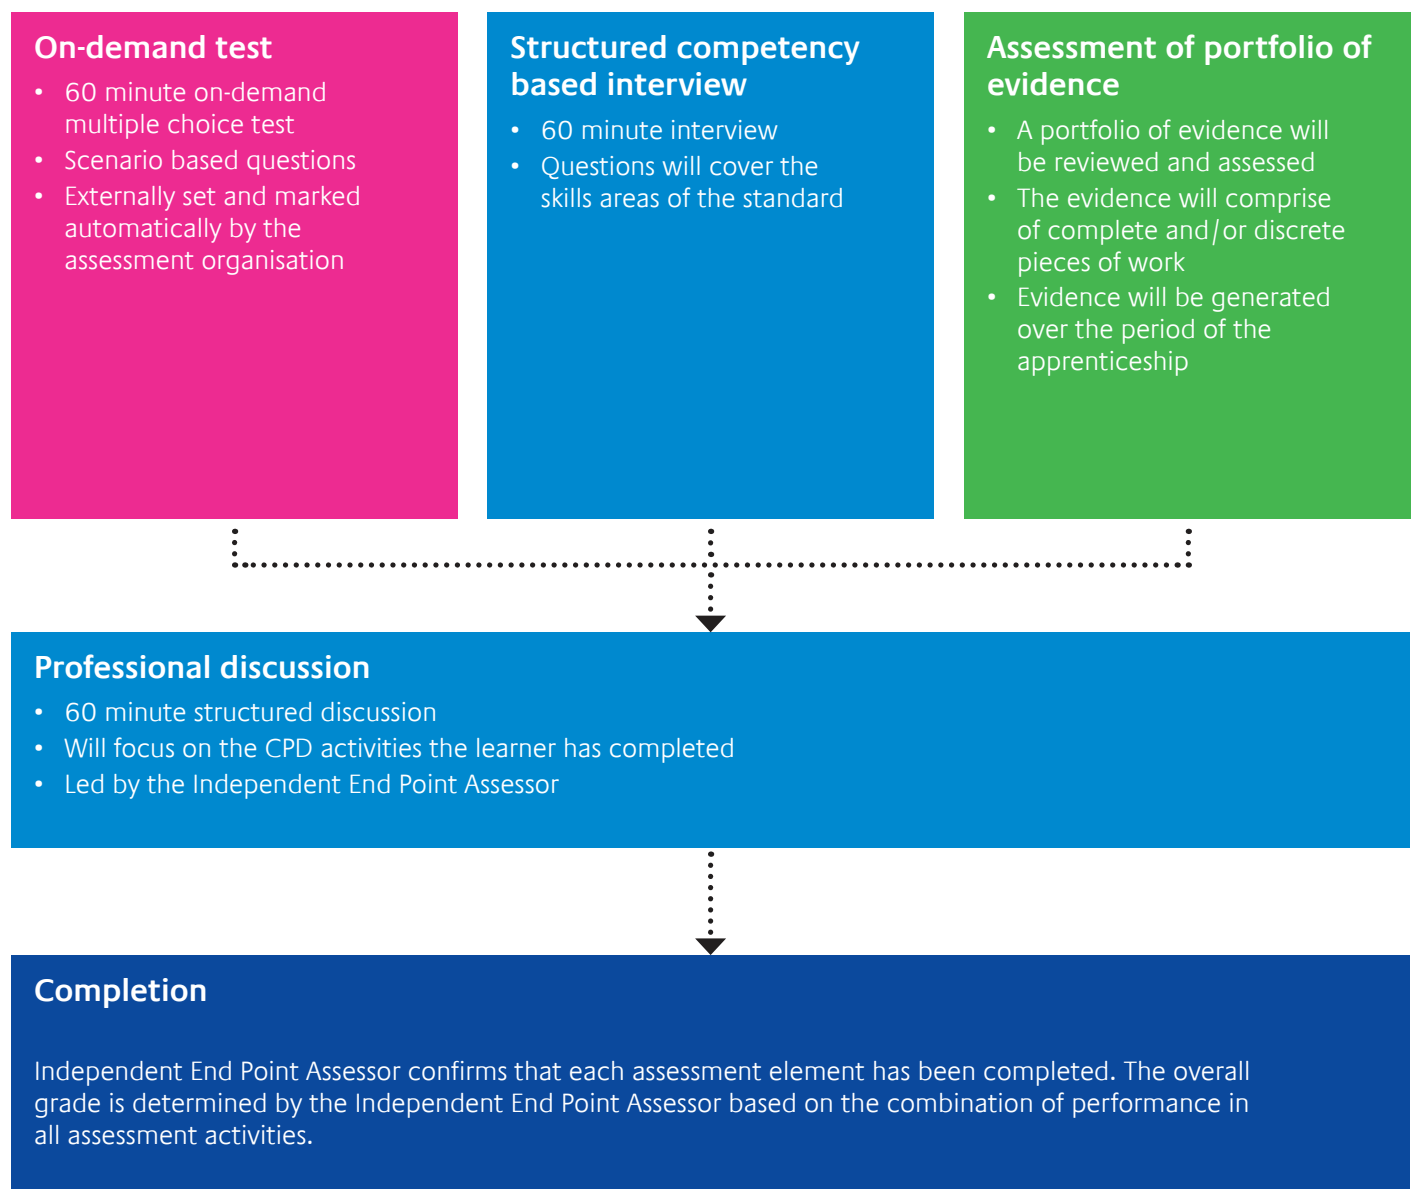 On-demand test
• 60 minute on-demand
multiple choice test
• Scenario based questions
• Externally set and marked
automatically by the
assessment organisation
Structured competency
based interview
• 60 minute interview
• Questions will cover the
skills areas of the standard
Assessment of portfolio of
evidence
• A portfolio of evidence will
be reviewed and assessed
• The evidence will comprise
of complete and/or discrete
pieces of work
• Evidence will be generated
over the period of the
apprenticeship
Professional discussion
• 60 minute structured discussion
• Will focus on the CPD activities the learner has completed
• Led by the Independent End Point Assessor
Completion
Independent End Point Assessor confirms that each assessment element has been completed. The overall
grade is determined by the Independent End Point Assessor based on the combination of performance in
all assessment activities.